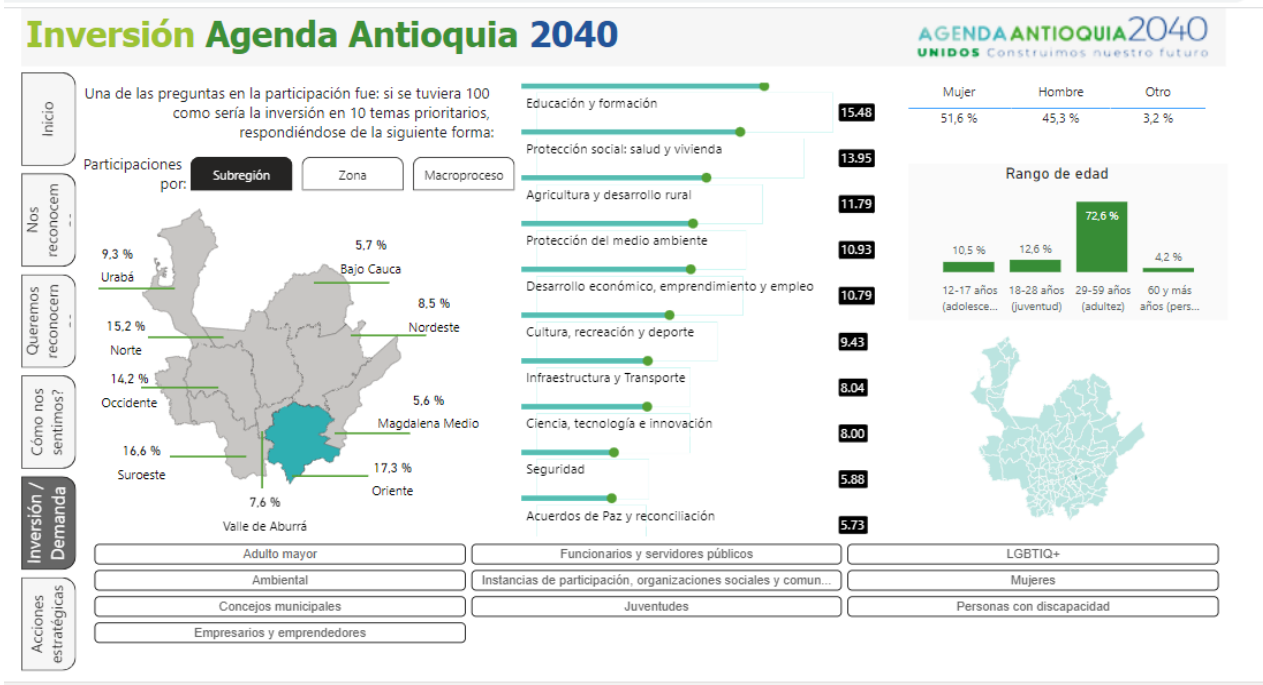 Inversión Agenda Antioquia 2040
AGENDA ANTIOQUIA 2040
UNIDOS Construimos nuestro futuro
Inicio
Nos
reconocem
Queremos
reconocern
Cómo nos
sentimos?
Inversión /
Demanda
Acciones
estratégicas
Una de las preguntas en la participación fue: si se tuviera 100
como sería la inversión en 10 temas prioritarios,
respondiéndose de la siguiente forma:
Participaciones
por:
Subregión
Zona
Macroproceso
9,3 %
Urabá
5,7 %
Bajo Cauca
8,5 %
Nordeste
15,2 %
Norte
14,2 %
Occidente
5,6 %
Magdalena Medio
16,6 %
Suroeste
17,3 %
Oriente
7,6 %
Valle de Aburrá
Educación y formación
15.48
Protección social: salud y vivienda
13.95
Agricultura y desarrollo rural
11.79
Protección del medio ambiente
10.93
Desarrollo económico, emprendimiento y empleo
10.79
Cultura, recreación y deporte
9.43
Infraestructura y Transporte
8.04
Ciencia, tecnología e innovación
8.00
Seguridad
5.88
Acuerdos de Paz y reconciliación
5.73
Mujer Hombre Otro
51,6 % 45,3 % 3,2 %
Rango de edad
72,6 %
10,5 % 12,6 % 4,2 %
12-17 años 18-28 años 29-59 años 60 y más
(adolesce... (juventud) (adultez) años (pers...
Adulto mayor Funcionarios y servidores públicos LGBTIQ+
Ambiental Instancias de participación, organizaciones sociales y comun... Mujeres
Concejos municipales Juventudes Personas con discapacidad
Empresarios y emprendedores